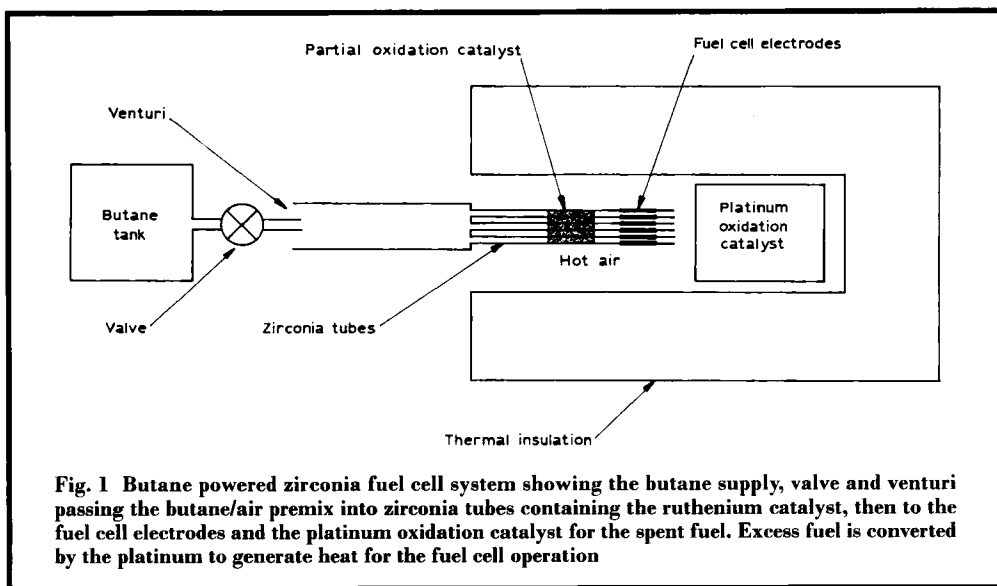 Partial oxidation catalyst
Fuel cell electrodes
Venturi
Butane
tank
Platinum
oxidation
catalyst
Hot air
Valve
Zirconia tubes
Thermal insulation
Fig. 1 Butane powered zirconia fuel cell system showing the butane supply, valve and venturi
passing the butane/air premix into zirconia tubes containing the ruthenium catalyst, then to the
fuel cell electrodes and the platinum oxidation catalyst for the spent fuel. Excess fuel is converted
by the platinum to generate heat for the fuel cell operation